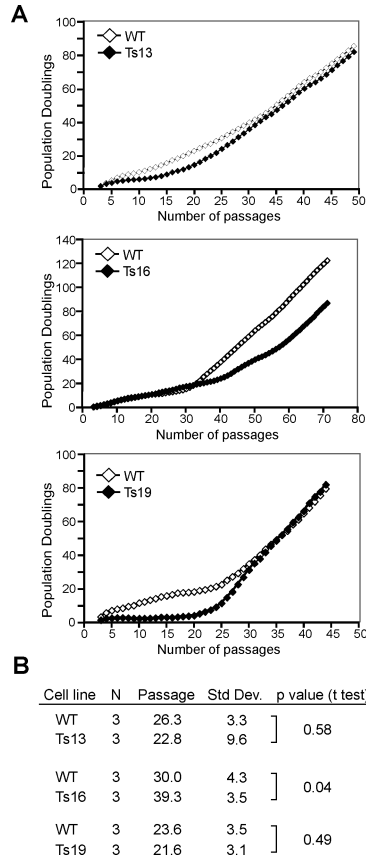 A
100
80
60
40
20
0
Population Doublings
WT
Ts13
0 5 10 15 20 25 30 35 40 45 50
Number of passages
140
120
100
80
60
40
20
0
Population Doublings
WT
Ts16
0 10 20 30 40 50 60 70 80
Number of passages
100
80
60
40
20
0
Population Doublings
WT
Ts19
0 5 10 15 20 25 30 35 40 45 50
Number of passages
B
Cell line N Passage Std Dev. p value (t test)
WT 3 26.3 3.3
0.58
Ts13 3 22.8 9.6
WT 3 30.0 4.3
0.04
Ts16 3 39.3 3.5
WT 3 23.6 3.5
0.49
Ts19 3 21.6 3.1